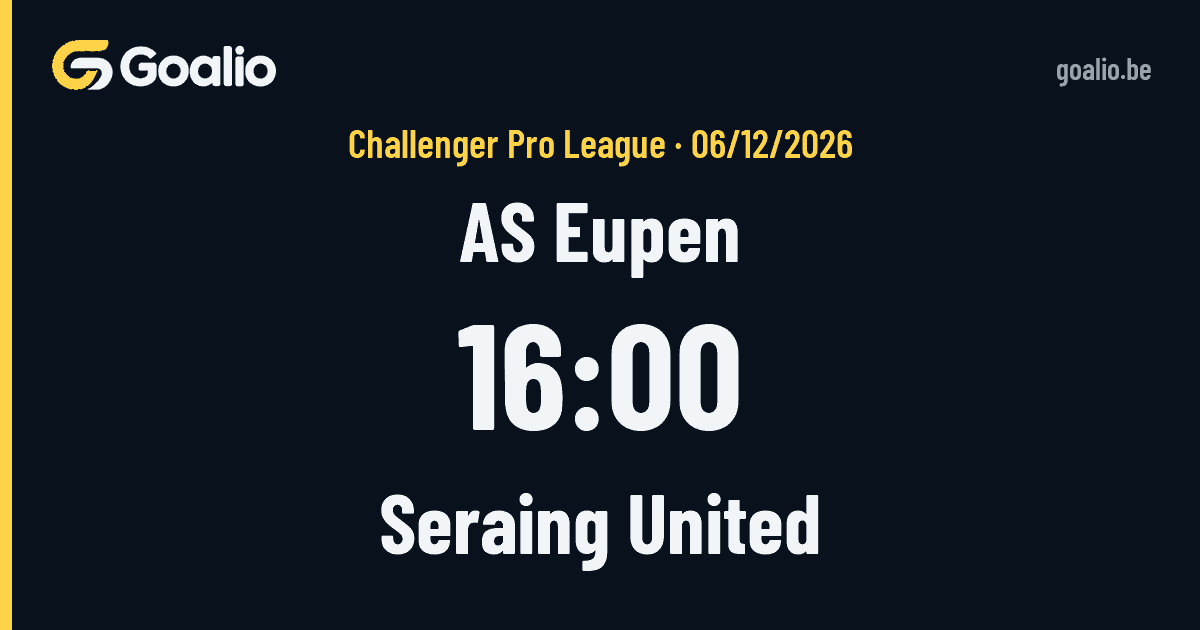 Goalio
goalio.be
Challenger Pro League · 06/12/2026
AS Eupen
16:00
Seraing United